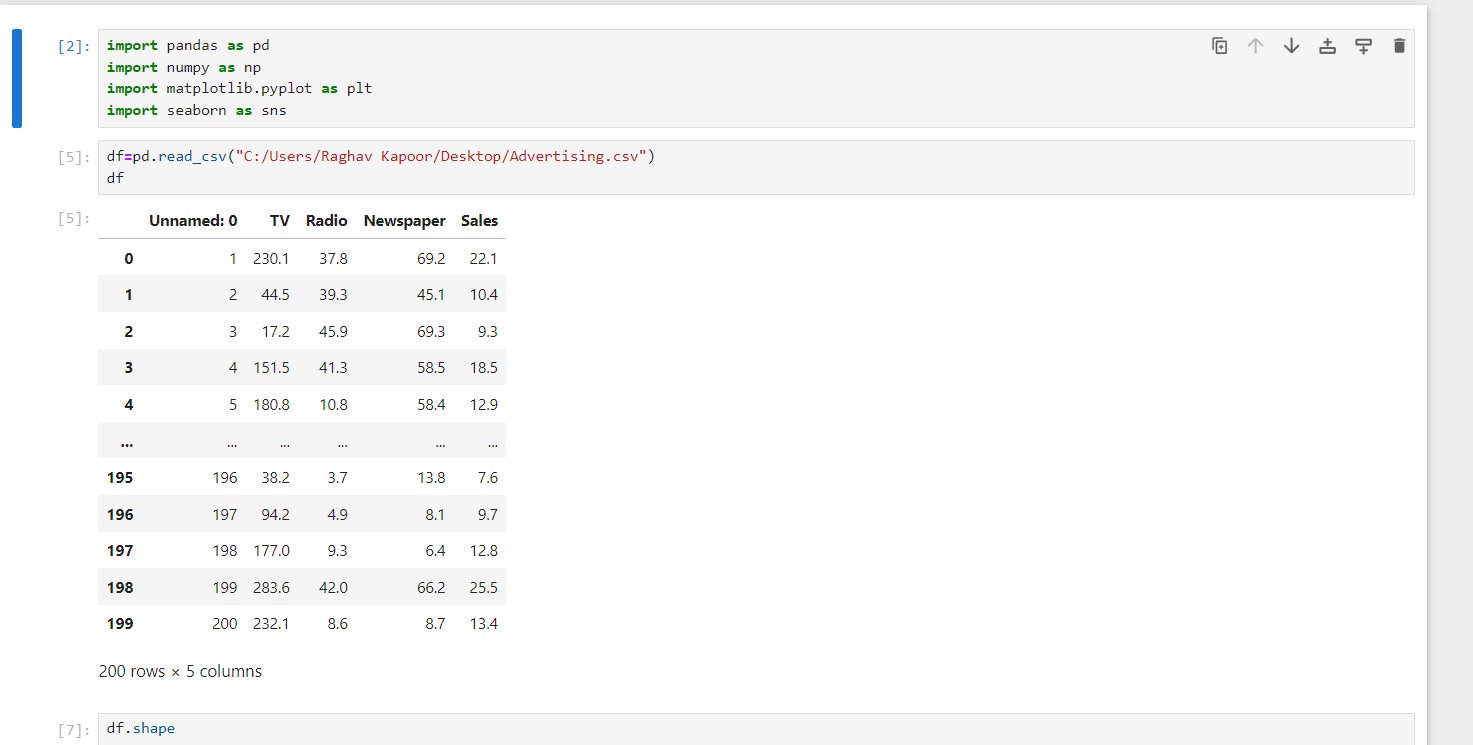 [2]: import pandas as pd
import numpy as np
import matplotlib.pyplot as plt
import seaborn as sns
[5]: df=pd.read_csv("C:/Users/Raghav Kapoor/Desktop/Advertising.csv")
df
[5]: Unnamed: 0 TV Radio Newspaper Sales
0 1 230.1 37.8 69.2 22.1
1 2 44.5 39.3 45.1 10.4
2 3 17.2 45.9 69.3 9.3
3 4 151.5 41.3 58.5 18.5
4 5 180.8 10.8 58.4 12.9
... ... ... ... ... ...
195 196 38.2 3.7 13.8 7.6
196 197 94.2 4.9 8.1 9.7
197 198 177.0 9.3 6.4 12.8
198 199 283.6 42.0 66.2 25.5
199 200 232.1 8.6 8.7 13.4
200 rows × 5 columns
[7]: df.shape